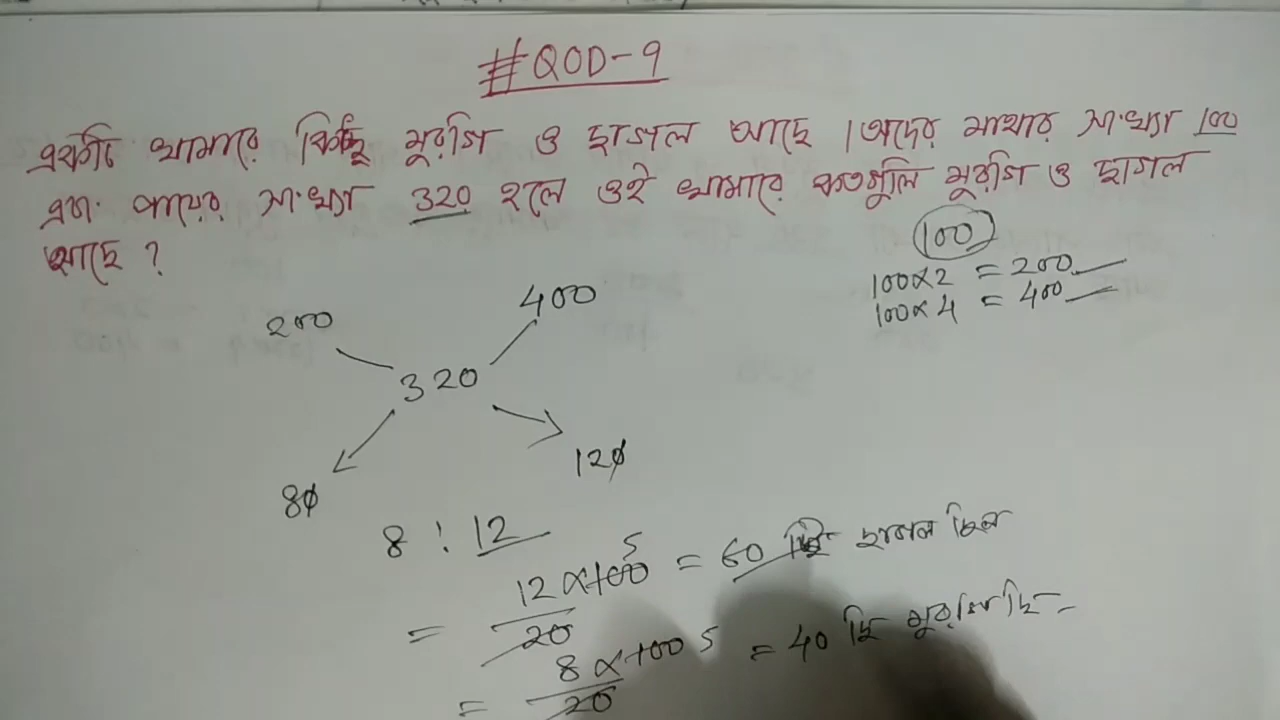 #QOD-9
একটি খামারে কিছু মুরগি ও ছাগল আছে। তাদের মাথার সংখ্যা 100
এবং পায়ের সংখ্যা 320 হলে ওই খামারে কতগুলি মুরগি ও ছাগল
আছে ?
100
100×2 = 200
100×4 = 400
200 400
320
80 120
8 : 12
= 12×100 5 / 20 = 60 টি ছাগল ছিল
= 8×100 5 / 20 = 40 টি মুরগি